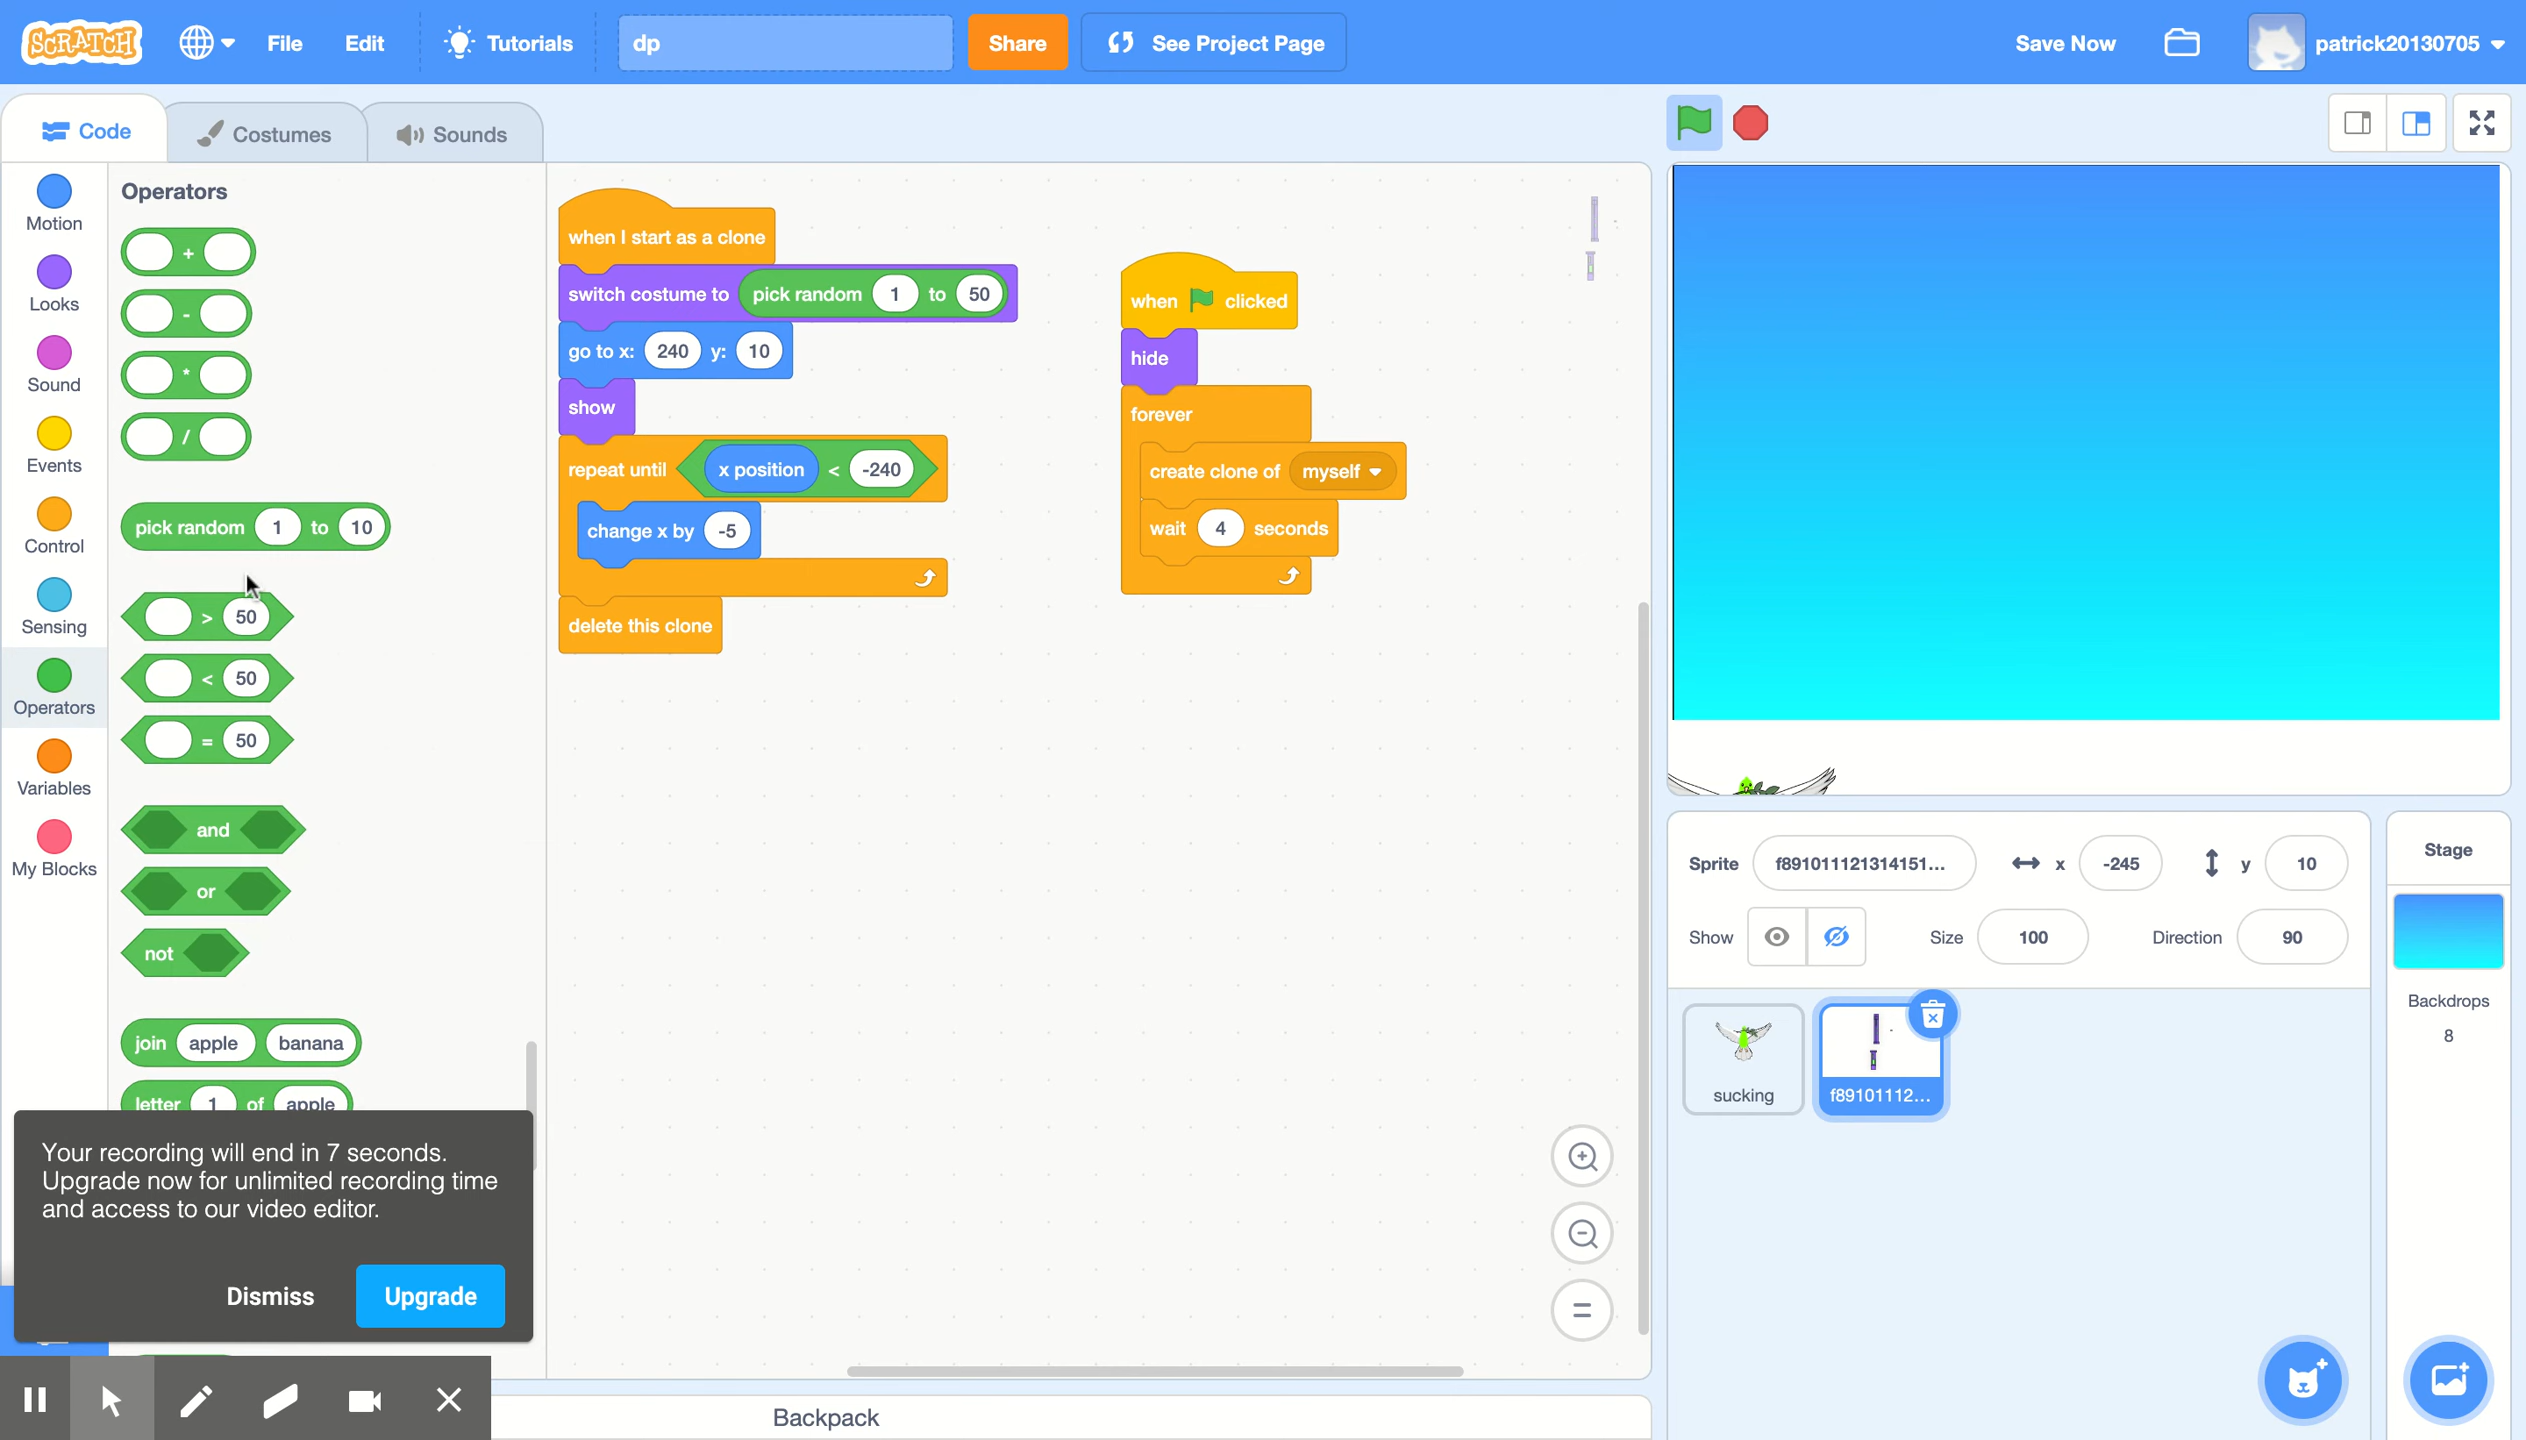 SCRATCH
File
Edit
Tutorials
dp
Share
See Project Page
Save Now
patrick20130705
Code
Costumes
Sounds
Motion
Looks
Sound
Events
Control
Sensing
Operators
Variables
My Blocks
Operators
+
-
*
/
pick random 1 to 10
> 50
< 50
= 50
and
or
not
join apple banana
letter 1 of apple
when I start as a clone
switch costume to pick random 1 to 50
go to x: 240 y: 10
show
repeat until x position < -240
change x by -5
delete this clone
when clicked
hide
forever
create clone of myself
wait 4 seconds
Sprite f891011121314151... x -245 y 10
Show Size 100 Direction 90
sucking
f89101112...
Stage
Backdrops
8
Your recording will end in 7 seconds.
Upgrade now for unlimited recording time
and access to our video editor.
Dismiss
Upgrade
Backpack